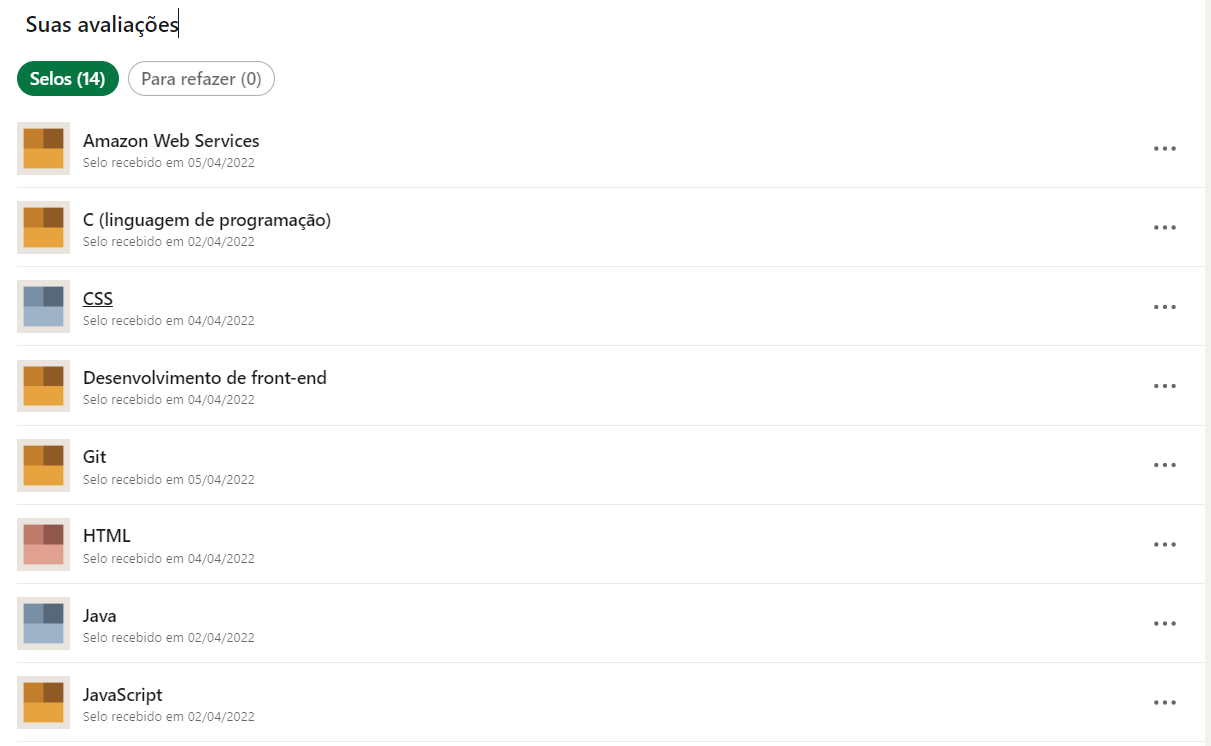 Suas avaliações
Selos (14) Para refazer (0)
Amazon Web Services
Selo recebido em 05/04/2022
C (linguagem de programação)
Selo recebido em 02/04/2022
CSS
Selo recebido em 04/04/2022
Desenvolvimento de front-end
Selo recebido em 04/04/2022
Git
Selo recebido em 05/04/2022
HTML
Selo recebido em 04/04/2022
Java
Selo recebido em 02/04/2022
JavaScript
Selo recebido em 02/04/2022